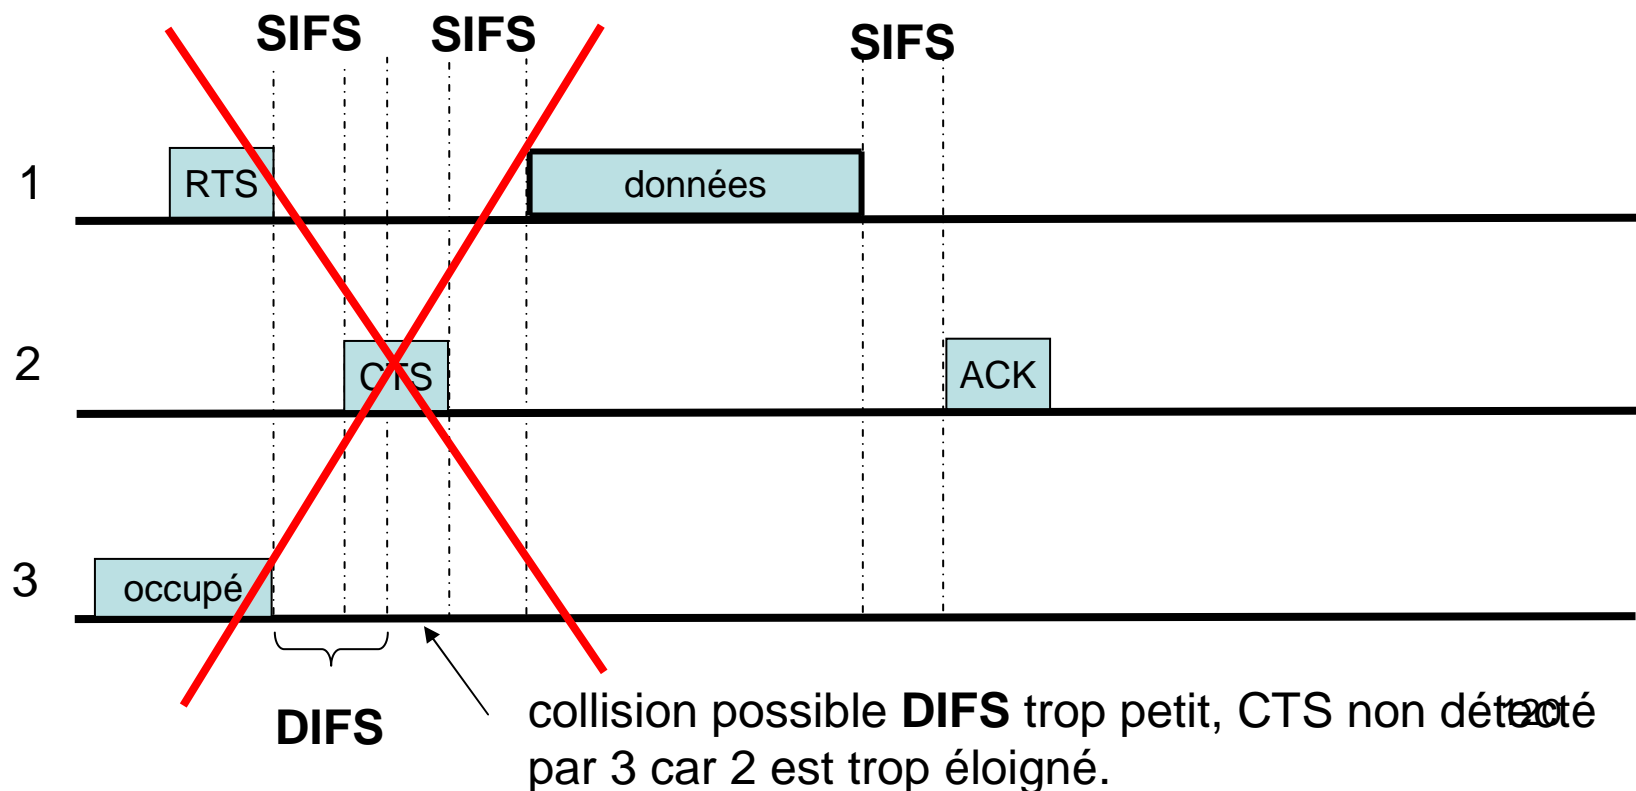 SIFS SIFS SIFS
1 RTS données
2 CTS ACK
3 occupé
DIFS
collision possible DIFS trop petit, CTS non détecté
120
par 3 car 2 est trop éloigné.